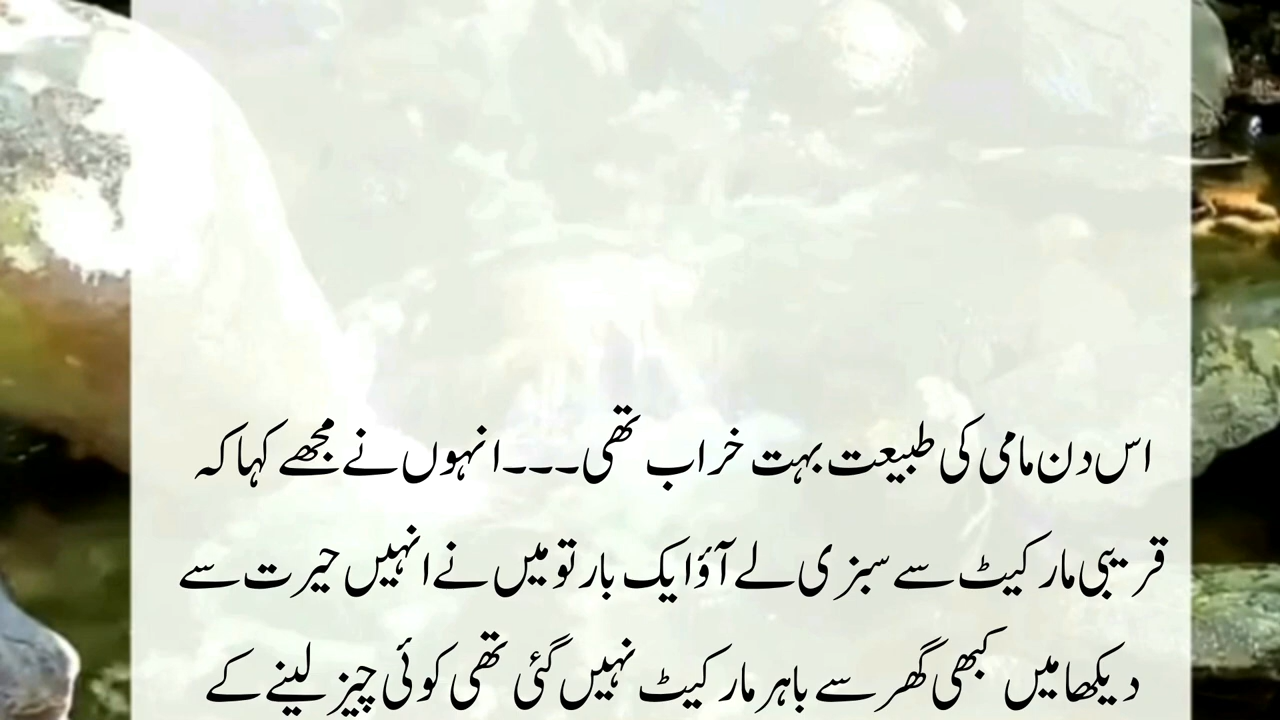 اس دن مامی کی طبیعت بہت خراب تھی۔۔۔انہوں نے مجھے کہا کہ
قریبی مارکیٹ سے سبزی لے آؤ ایک بار تو میں نے انہیں حیرت سے
دیکھا میں کبھی گھر سے باہر مارکیٹ نہیں گئی تھی کوئی چیز لینے کے